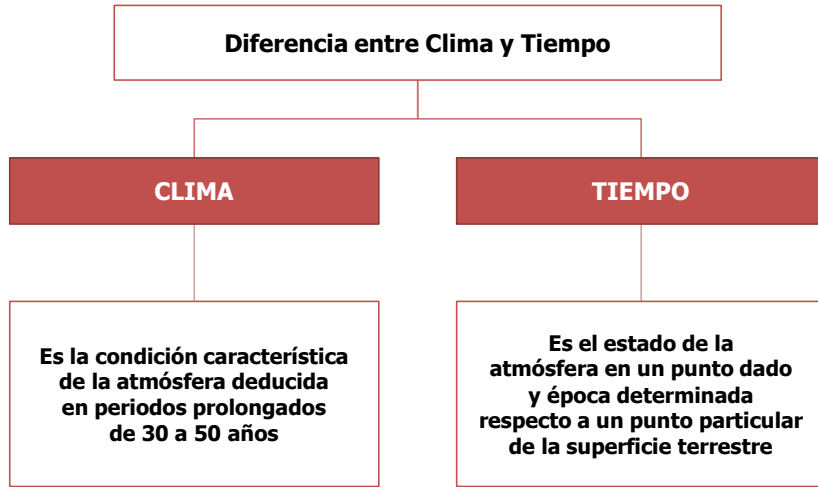 Diferencia entre Clima y Tiempo
CLIMA
TIEMPO
Es la condición característica
de la atmósfera deducida
en periodos prolongados
de 30 a 50 años
Es el estado de la
atmósfera en un punto dado
y época determinada
respecto a un punto particular
de la superficie terrestre